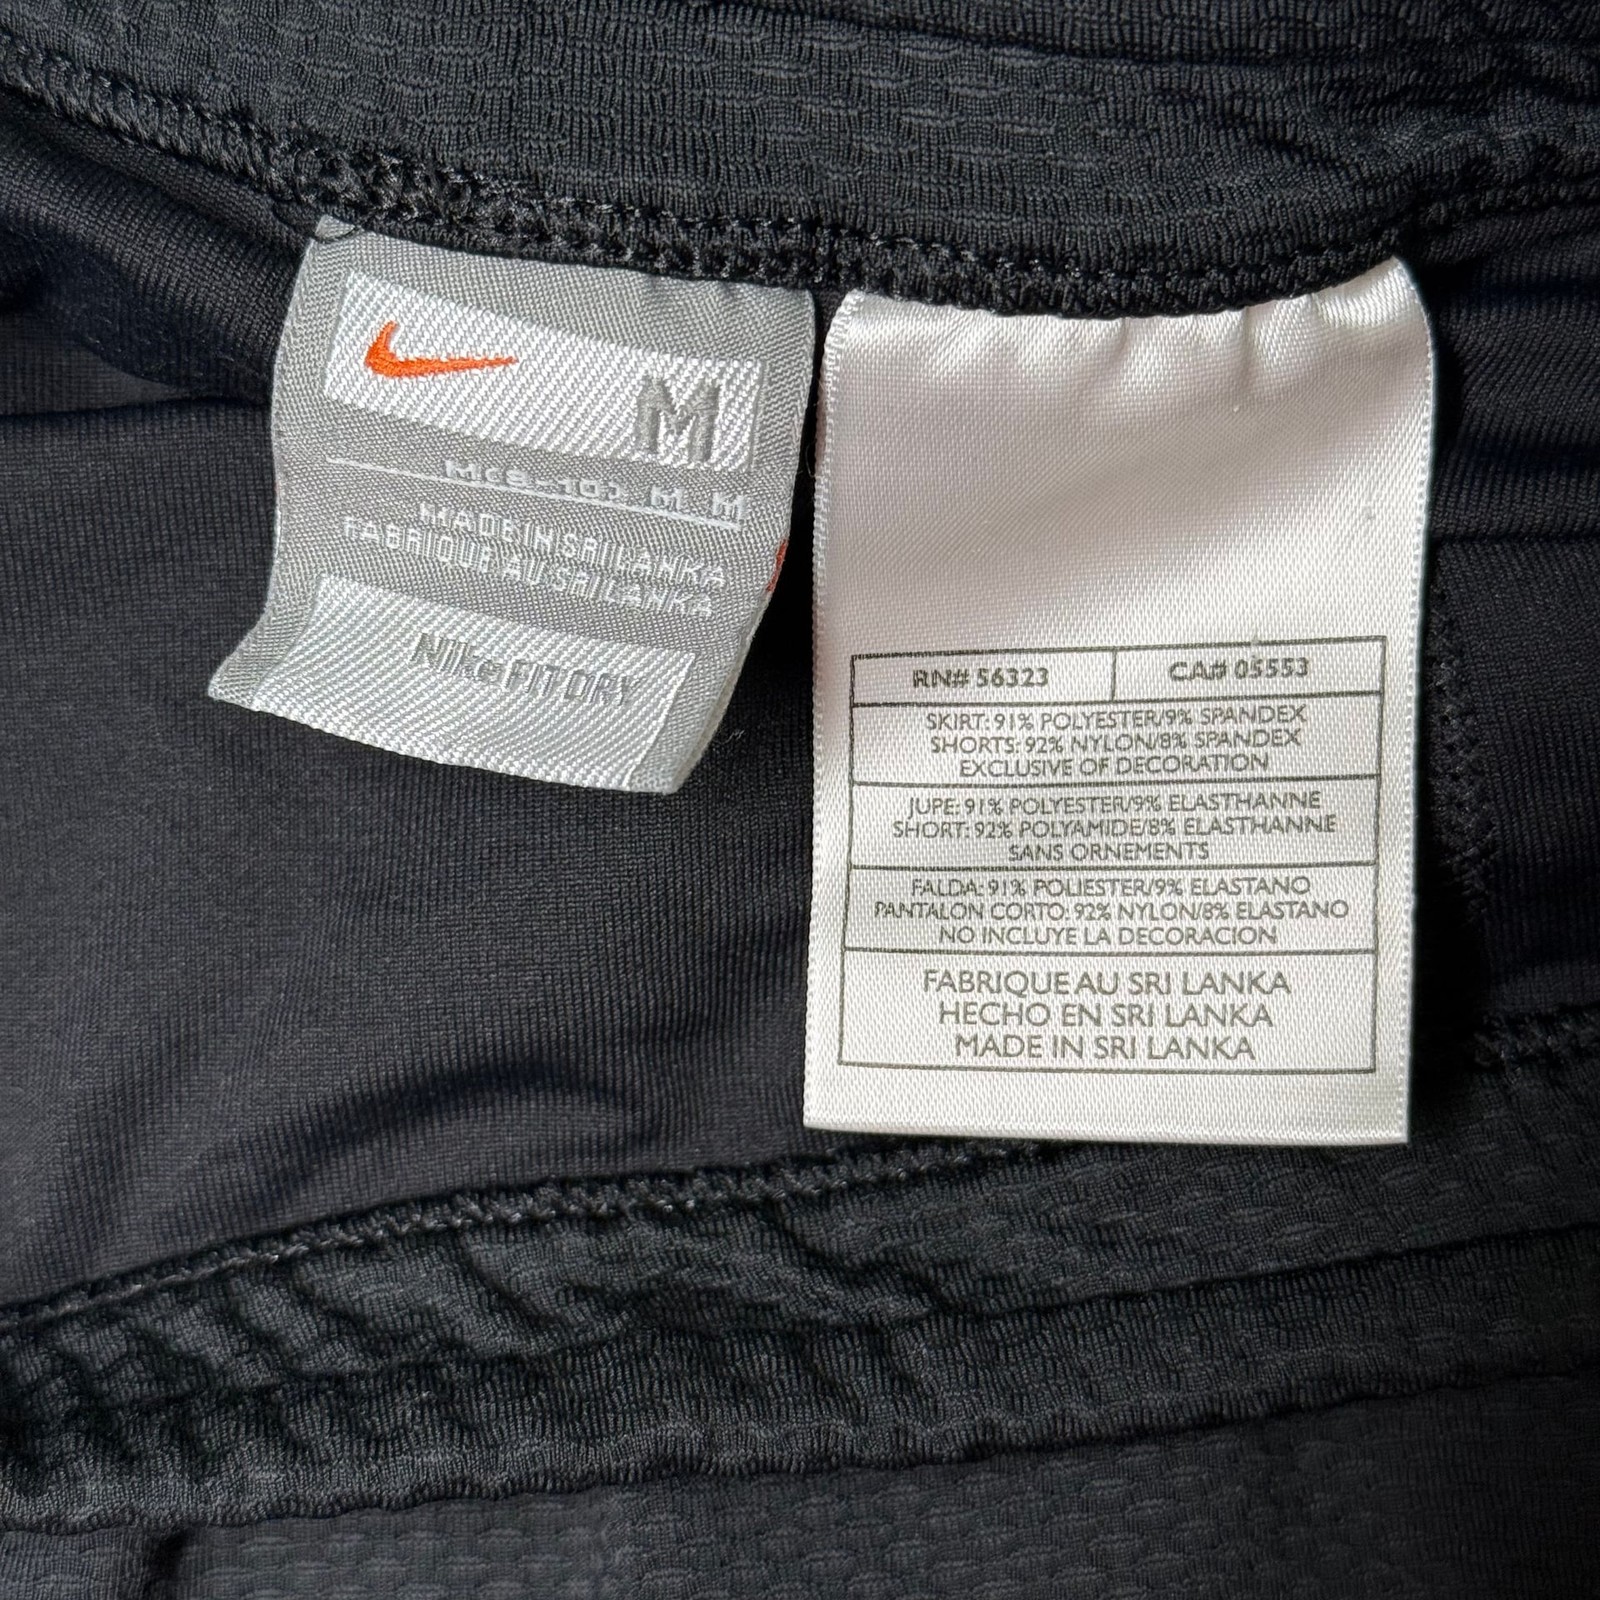 M
M M
MADE IN SRI LANKA
FABRIQUE AU SRI LANKA
Nike FIT DRY
RN# 56323
CA# 05553
SKIRT: 91% POLYESTER/9% SPANDEX
SHORTS: 92% NYLON/8% SPANDEX
EXCLUSIVE OF DECORATION
JUPE: 91% POLYESTER/9% ELASTHANNE
SHORT: 92% POLYAMIDE/8% ELASTHANNE
SANS ORNEMENTS
FALDA: 91% POLIESTER/9% ELASTANO
PANTALON CORTO: 92% NYLON/8% ELASTANO
NO INCLUYE LA DECORACION
FABRIQUE AU SRI LANKA
HECHO EN SRI LANKA
MADE IN SRI LANKA